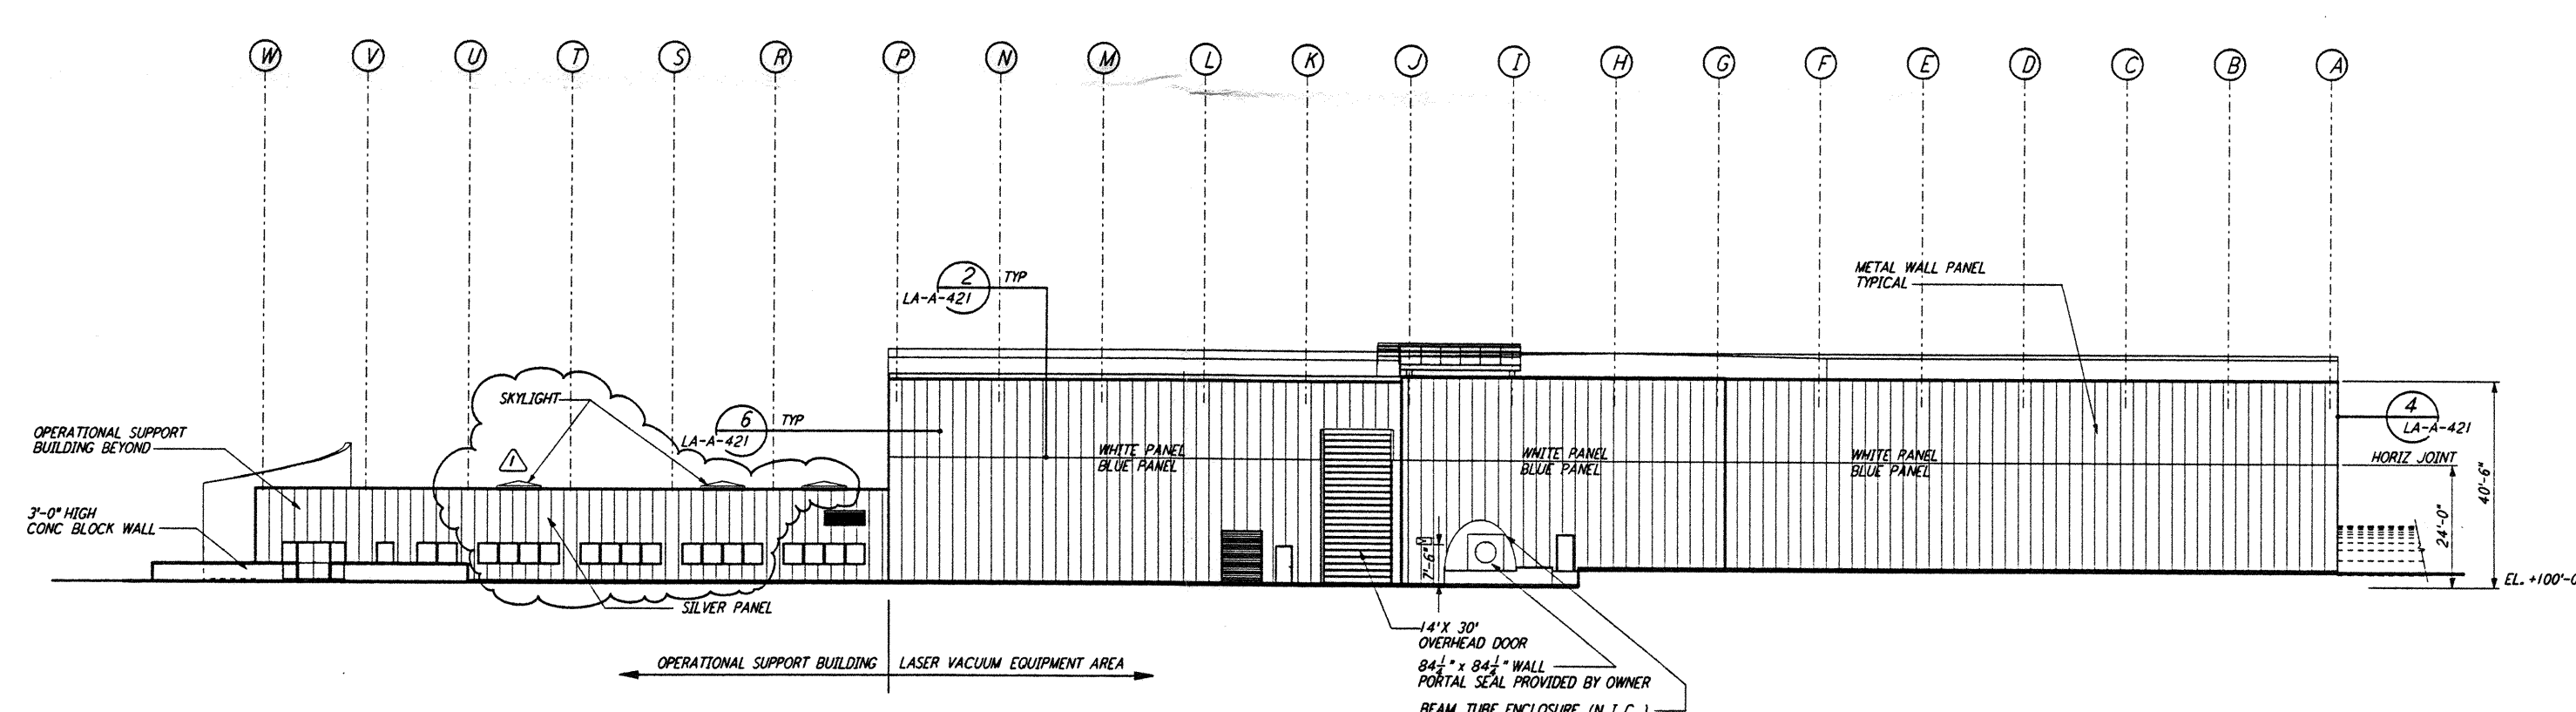 W V U T S R P N M L K J I H G F E D C B A
2 TYP
LA-A-421
METAL WALL PANEL
TYPICAL
SKYLIGHT
6 TYP
LA-A-421
4
LA-A-421
OPERATIONAL SUPPORT
BUILDING BEYOND
1
WHITE PANEL
BLUE PANEL
WHITE PANEL
BLUE PANEL
WHITE PANEL
BLUE PANEL
HORIZ JOINT
40'-6"
24'-0"
3'-0" HIGH
CONC BLOCK WALL
7'-6"
EL. +100'-0
SILVER PANEL
14' X 30'
OVERHEAD DOOR
OPERATIONAL SUPPORT BUILDING
LASER VACUUM EQUIPMENT AREA
84 1/4" x 84 1/4" WALL
PORTAL SEAL PROVIDED BY OWNER
BEAM TUBE ENCLOSURE (N.I.C.)